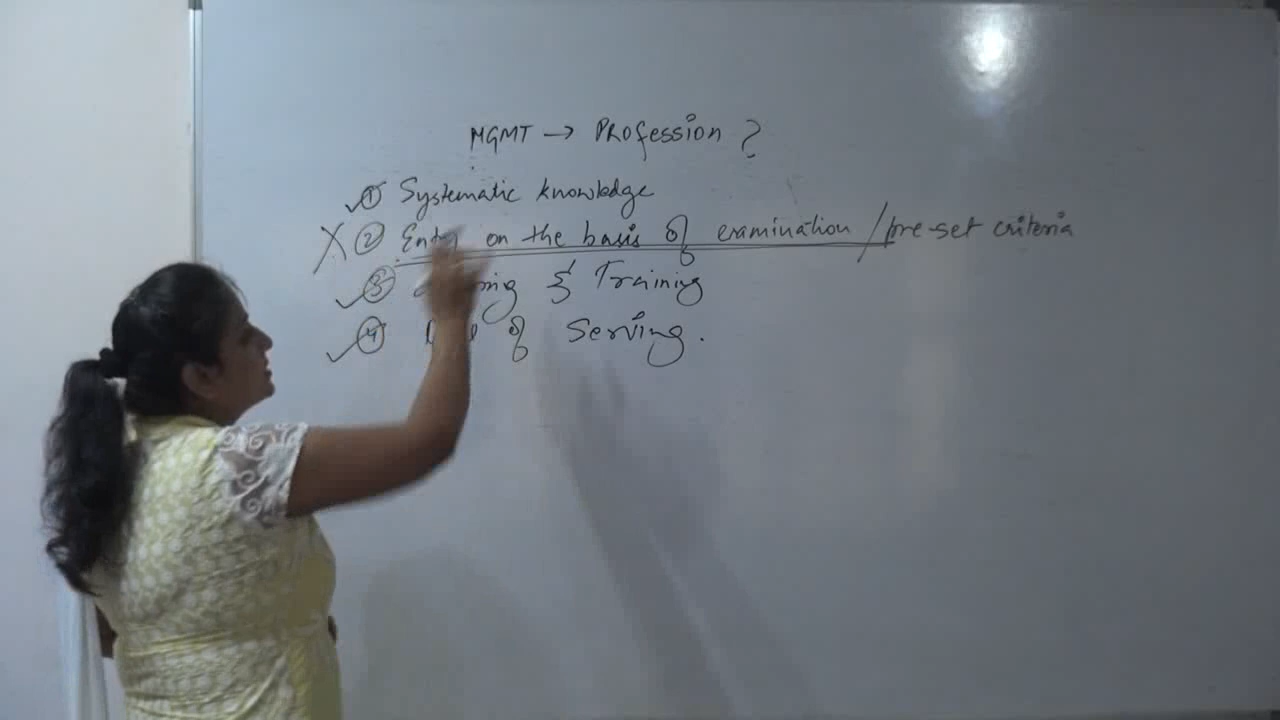 MGMT → PROfession ?
① Systematic knowledge
② Entry on the basis of examination / pre-set criteria
③ & Training
④ of Serving.